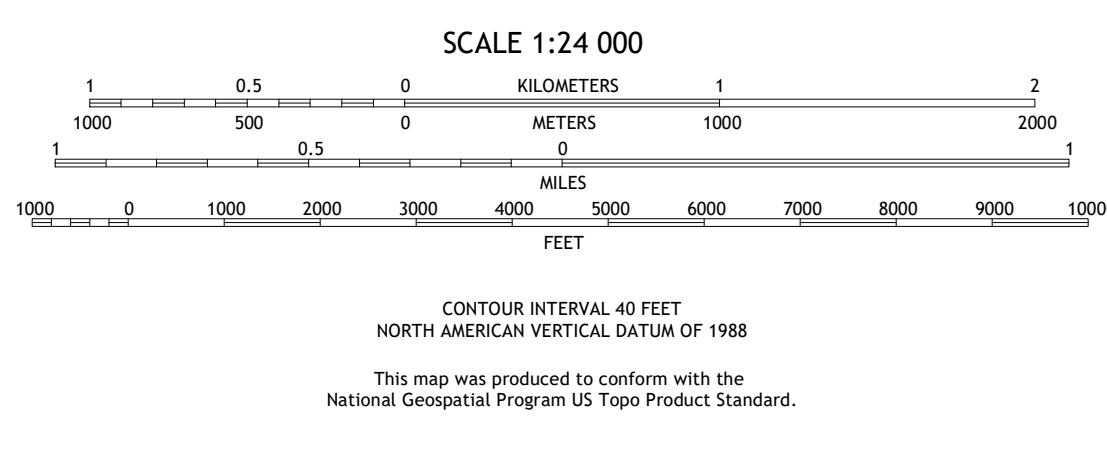 SCALE 1:24 000
1 0.5 0 KILOMETERS 1 2
1000 500 0 METERS 1000 2000
1 0.5 0 1
MILES
1000 0 1000 2000 3000 4000 5000 6000 7000 8000 9000 1000
FEET
CONTOUR INTERVAL 40 FEET
NORTH AMERICAN VERTICAL DATUM OF 1988
This map was produced to conform with the
National Geospatial Program US Topo Product Standard.